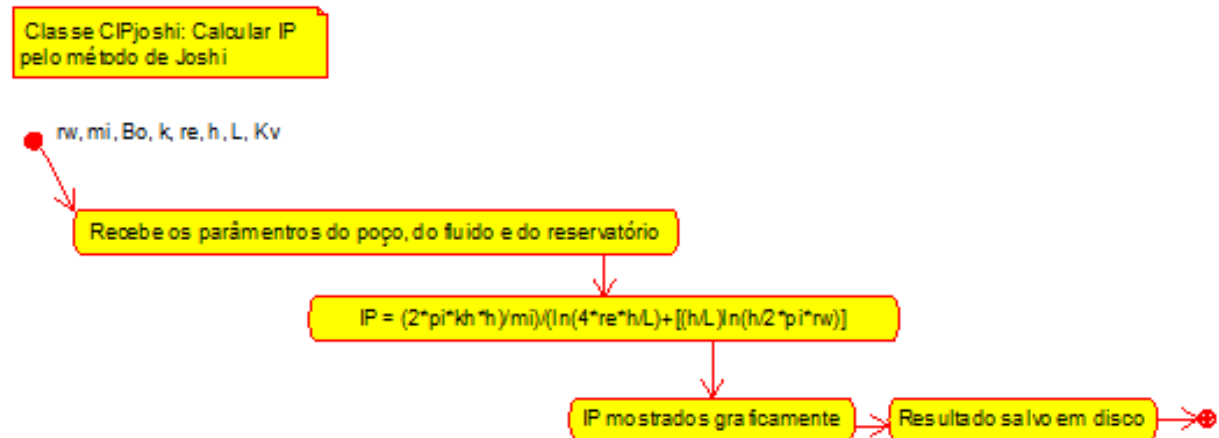 Classe CIPjoshi: Calcular IP
pelo método de Joshi
rw, mi, Bo, k, re, h, L, Kv
Recebe os parâmentros do poço, do fluido e do reservatório
IP = (2*pi*kh*h)/mi)/(ln(4*re*h/L)+[(h/L)ln(h/2*pi*rw)]
IP mostrados graficamente
Resultado salvo em disco